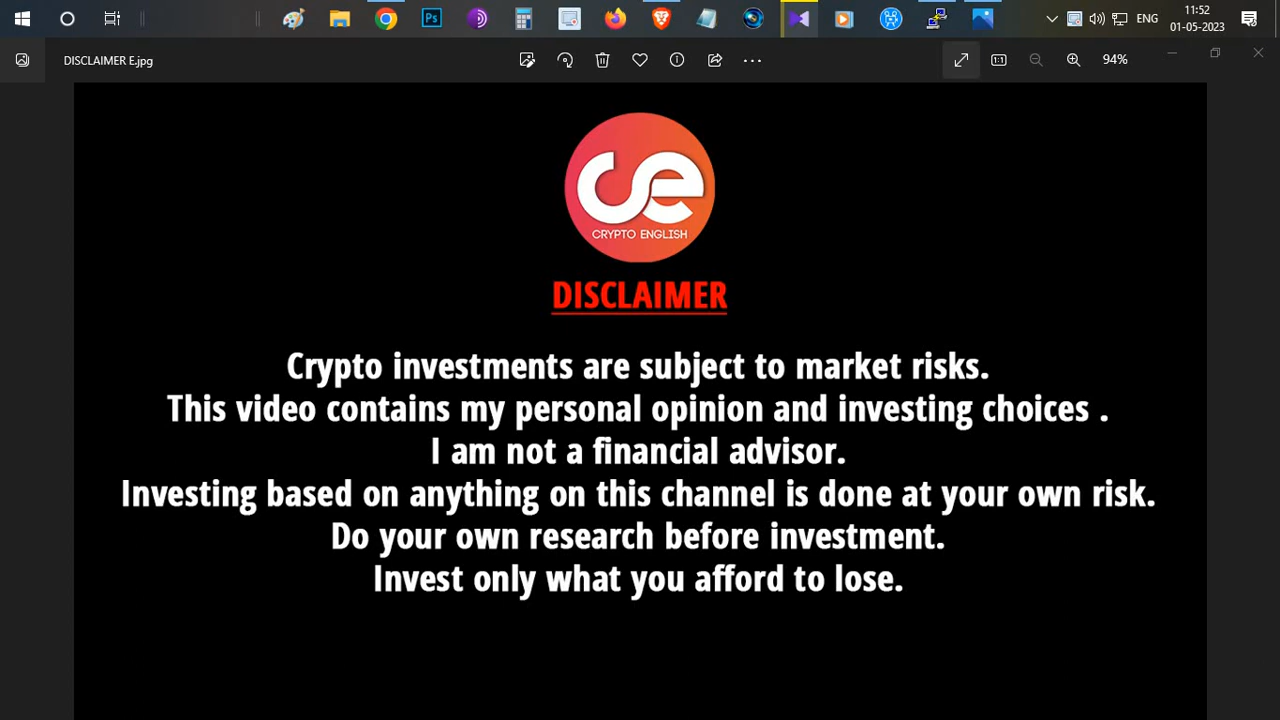 11:52
ENG
01-05-2023
DISCLAIMER E.jpg
1:1
94%
CRYPTO ENGLISH
DISCLAIMER
Crypto investments are subject to market risks.
This video contains my personal opinion and investing choices .
I am not a financial advisor.
Investing based on anything on this channel is done at your own risk.
Do your own research before investment.
Invest only what you afford to lose.